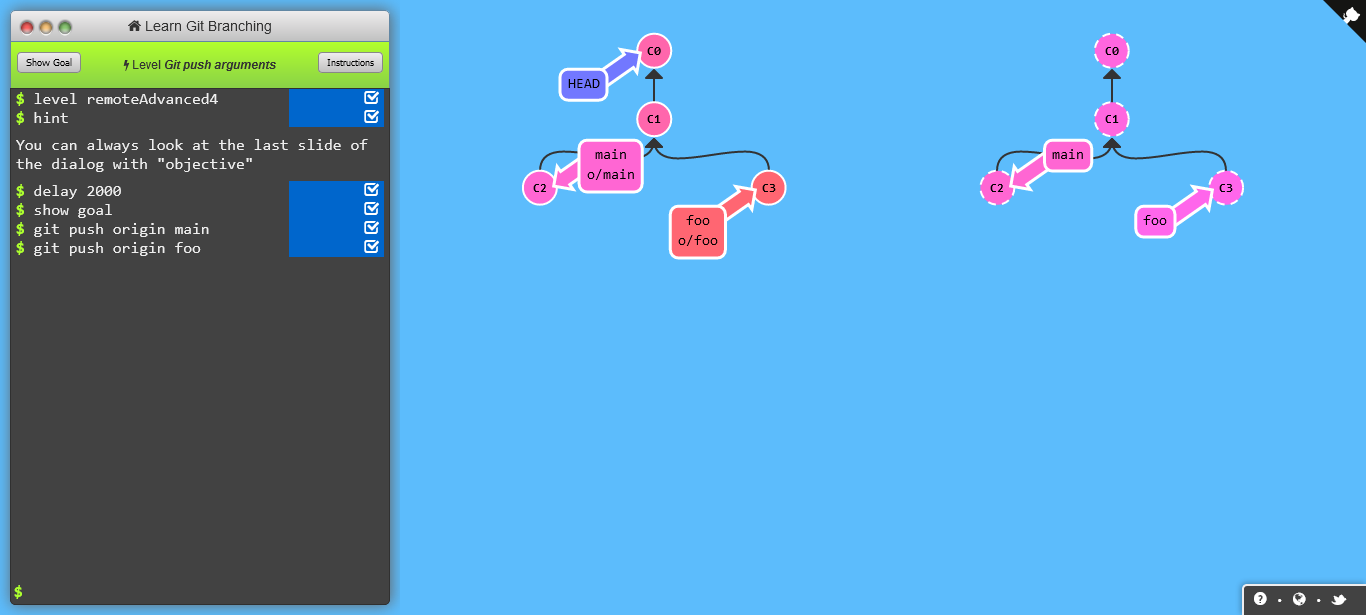 Learn Git Branching
Show Goal
Level Git push arguments
Instructions
$ level remoteAdvanced4
$ hint
You can always look at the last slide of
the dialog with "objective"
$ delay 2000
$ show goal
$ git push origin main
$ git push origin foo
$
C0
HEAD
C1
main
o/main
C2
C3
foo
o/foo
C0
C1
main
C2
C3
foo